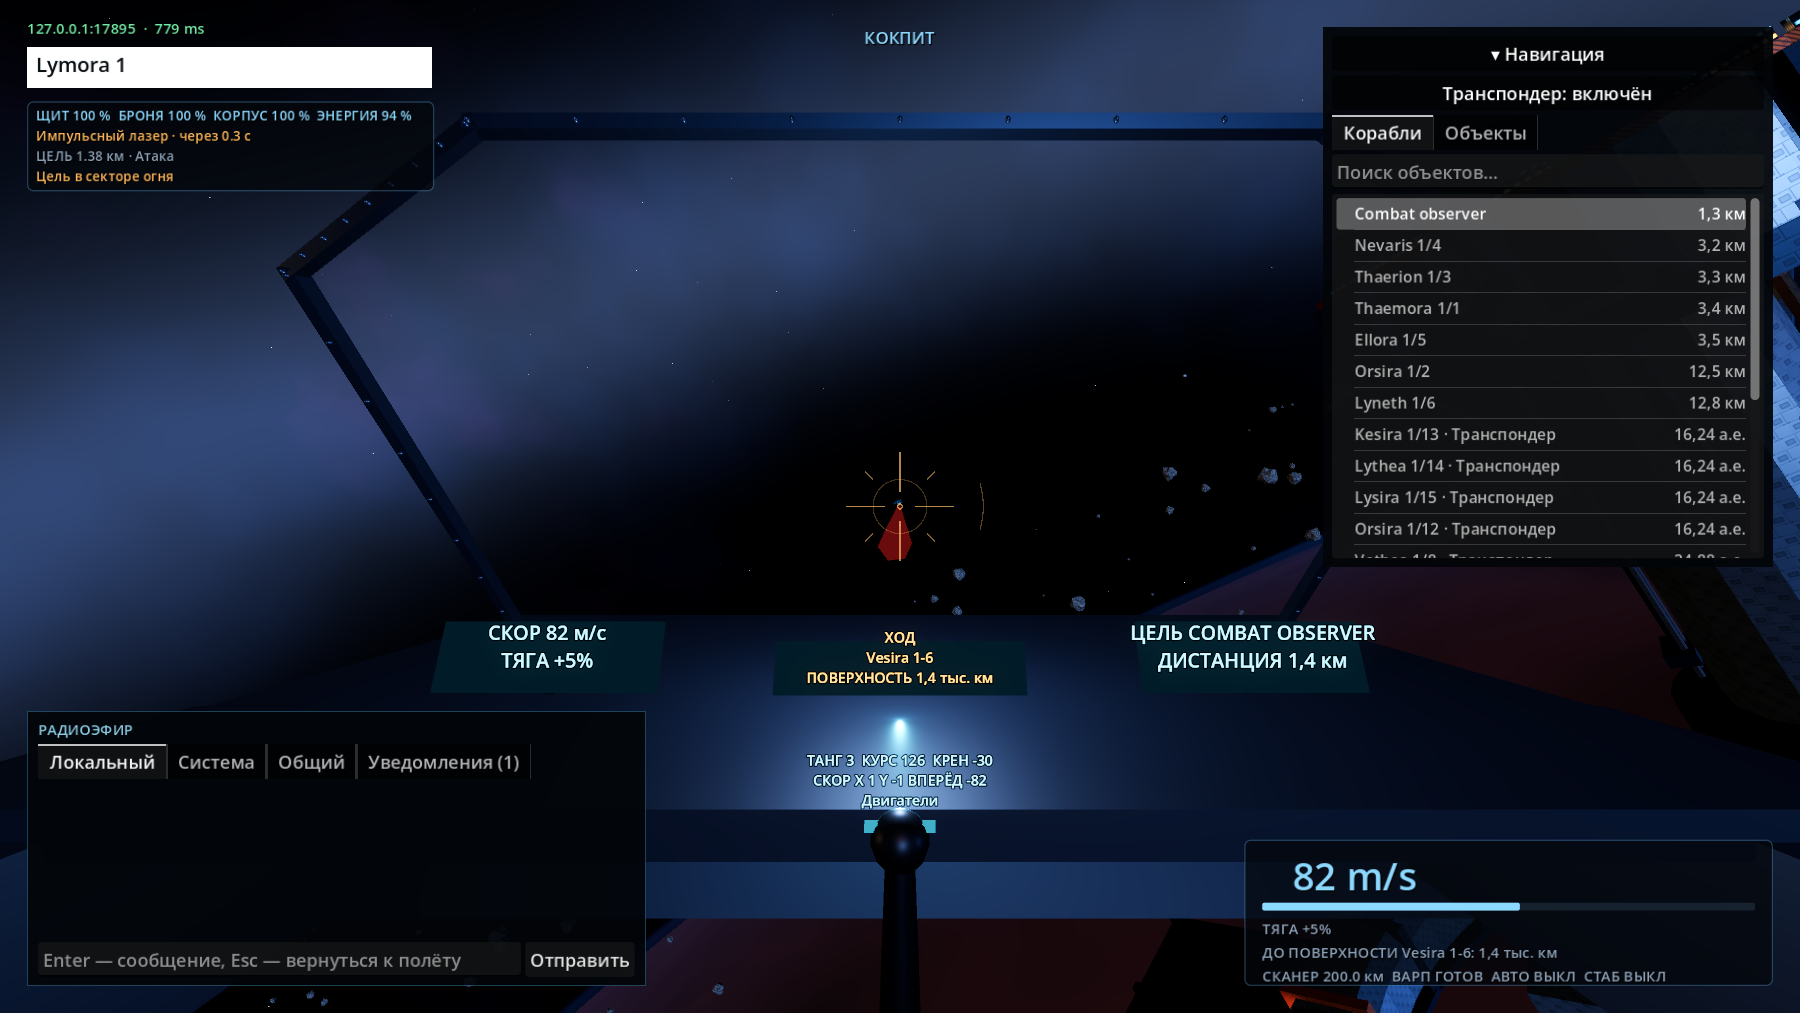 127.0.0.1:17895 · 779 ms
Lymora 1
ЩИТ 100 % БРОНЯ 100 % КОРПУС 100 % ЭНЕРГИЯ 94 %
Импульсный лазер · через 0.3 с
ЦЕЛЬ 1.38 км · Атака
Цель в секторе огня
КОКПИТ
▾ Навигация
Транспондер: включён
Корабли Объекты
Поиск объектов...
Combat observer 1,3 км
Nevaris 1/4 3,2 км
Thaerion 1/3 3,3 км
Thaemora 1/1 3,4 км
Ellora 1/5 3,5 км
Orsira 1/2 12,5 км
Lyneth 1/6 12,8 км
Kesira 1/13 · Транспондер 16,24 а.е.
Lythea 1/14 · Транспондер 16,24 а.е.
Lysira 1/15 · Транспондер 16,24 а.е.
Orsira 1/12 · Транспондер 16,24 а.е.
СКОР 82 м/с
ТЯГА +5%
ХОД
Vesira 1-6
ПОВЕРХНОСТЬ 1,4 тыс. км
ЦЕЛЬ COMBAT OBSERVER
ДИСТАНЦИЯ 1,4 км
ТАНГ 3 КУРС 126 КРЕН -30
СКОР X 1 Y -1 ВПЕРЁД -82
Двигатели
РАДИОЭФИР
Локальный Система Общий Уведомления (1)
Enter — сообщение, Esc — вернуться к полёту Отправить
82 m/s
ТЯГА +5%
ДО ПОВЕРХНОСТИ Vesira 1-6: 1,4 тыс. км
СКАНЕР 200.0 км ВАРП ГОТОВ АВТО ВЫКЛ СТАБ ВЫКЛ